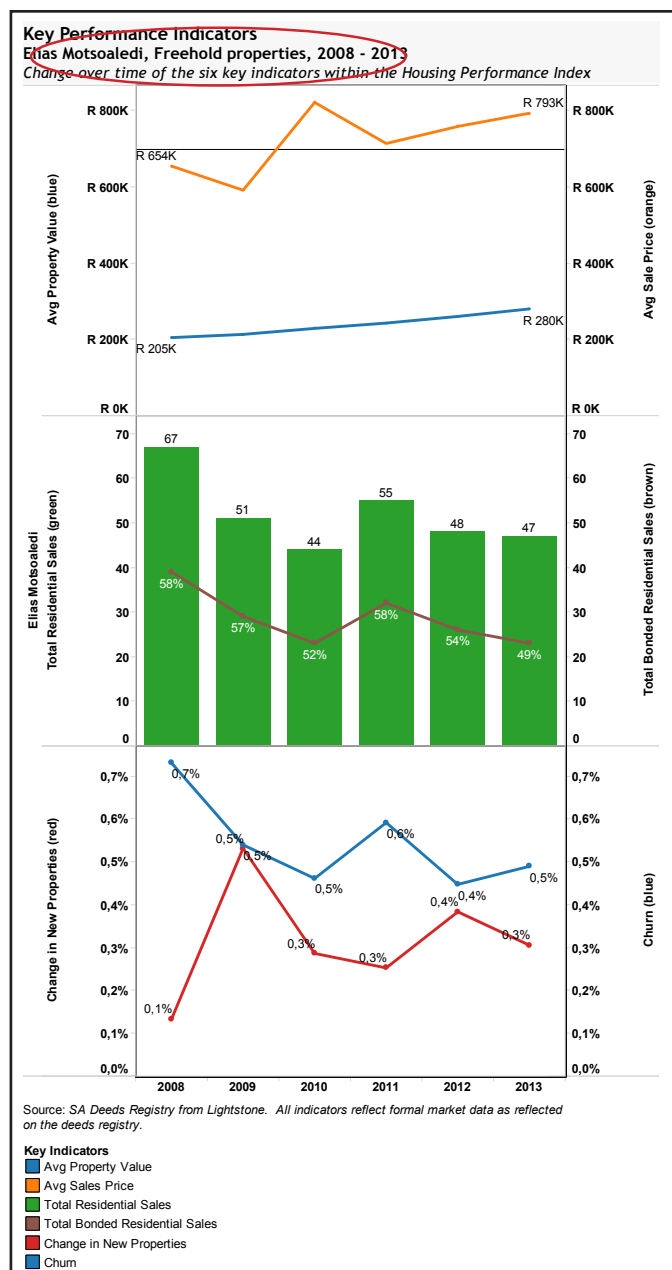 Key Performance Indicators
Elias Motsoaledi, Freehold properties, 2008 - 2013
Change over time of the six key indicators within the Housing Performance Index
R 800K
R 600K
R 400K
R 200K
R 0K
Avg Property Value (blue)
R 654K
R 793K
R 205K
R 280K
R 800K
R 600K
R 400K
R 200K
R 0K
Avg Sale Price (orange)
70
60
50
40
30
20
10
0
Elias Motsoaledi
Total Residential Sales (green)
67
51
44
55
48
47
58%
57%
52%
58%
54%
49%
70
60
50
40
30
20
10
0
Total Bonded Residential Sales (brown)
0,7%
0,6%
0,5%
0,4%
0,3%
0,2%
0,1%
0,0%
Change in New Properties (red)
0,7%
0,5%
0,5%
0,6%
0,4%
0,5%
0,1%
0,5%
0,3%
0,3%
0,4%
0,3%
0,7%
0,6%
0,5%
0,4%
0,3%
0,2%
0,1%
0,0%
Churn (blue)
2008 2009 2010 2011 2012 2013
Source: SA Deeds Registry from Lightstone. All indicators reflect formal market data as reflected
on the deeds registry.
Key Indicators
Avg Property Value
Avg Sales Price
Total Residential Sales
Total Bonded Residential Sales
Change in New Properties
Churn